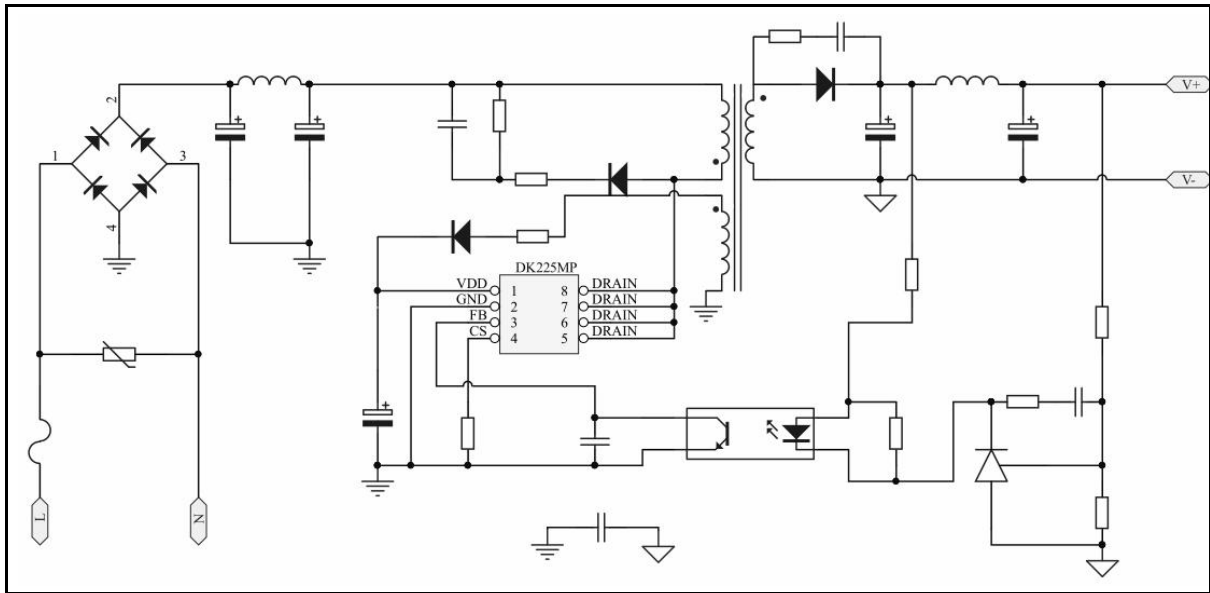 V+
2
1
3
4
V-
DK225MP
VDD 1 8 DRAIN
GND 2 7 DRAIN
FB 3 6 DRAIN
CS 4 5 DRAIN
+
+
+
+
+
L
N